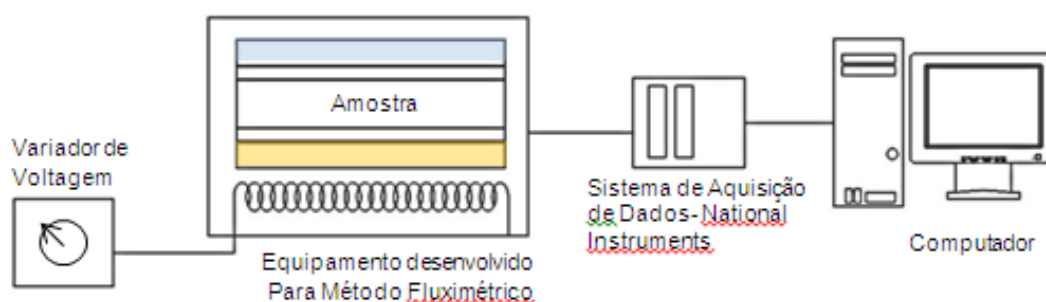 Amostra
Variador de
Voltagem
Equipamento desenvolvido
Para Método Fluximétrico
Sistema de Aquisição
de Dados-National
Instruments
Computador